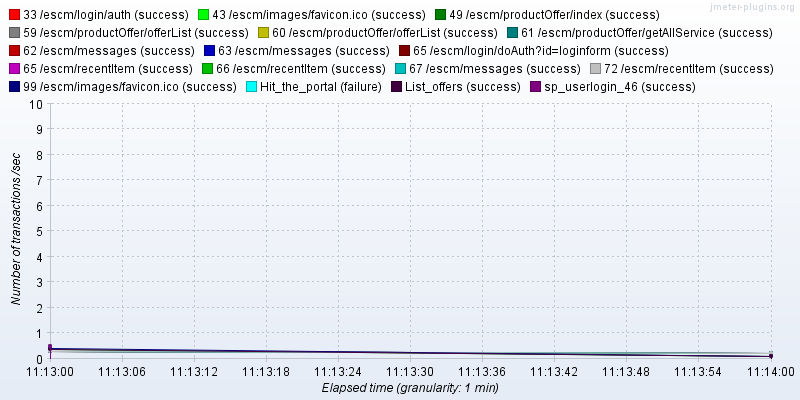 jmeter-plugins.org
33 /escm/login/auth (success) 43 /escm/images/favicon.ico (success) 49 /escm/productOffer/index (success)
59 /escm/productOffer/offerList (success) 60 /escm/productOffer/offerList (success) 61 /escm/productOffer/getAllService (success)
62 /escm/messages (success) 63 /escm/messages (success) 65 /escm/login/doAuth?id=loginform (success)
65 /escm/recentItem (success) 66 /escm/recentItem (success) 67 /escm/messages (success) 72 /escm/recentItem (success)
99 /escm/images/favicon.ico (success) Hit_the_portal (failure) List_offers (success) sp_userlogin_46 (success)
Number of transactions /sec
10
9
8
7
6
5
4
3
2
1
0
11:13:00 11:13:06 11:13:12 11:13:18 11:13:24 11:13:30 11:13:36 11:13:42 11:13:48 11:13:54 11:14:00
Elapsed time (granularity: 1 min)